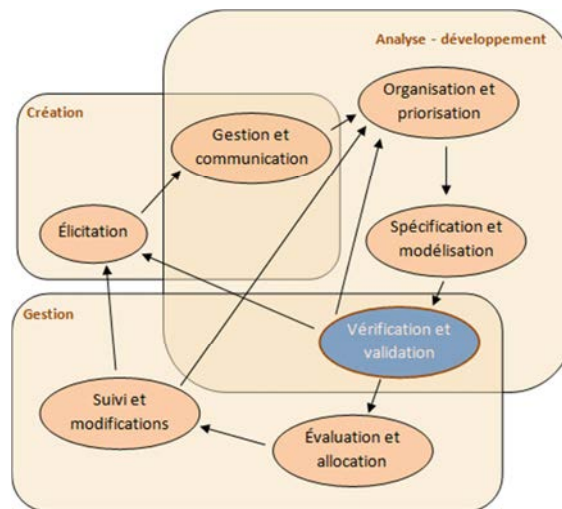 Analyse - développement
Organisation et
priorisation
Création
Gestion et
communication
Élicitation
Spécification et
modélisation
Gestion
Vérification et
validation
Suivi et
modifications
Évaluation et
allocation